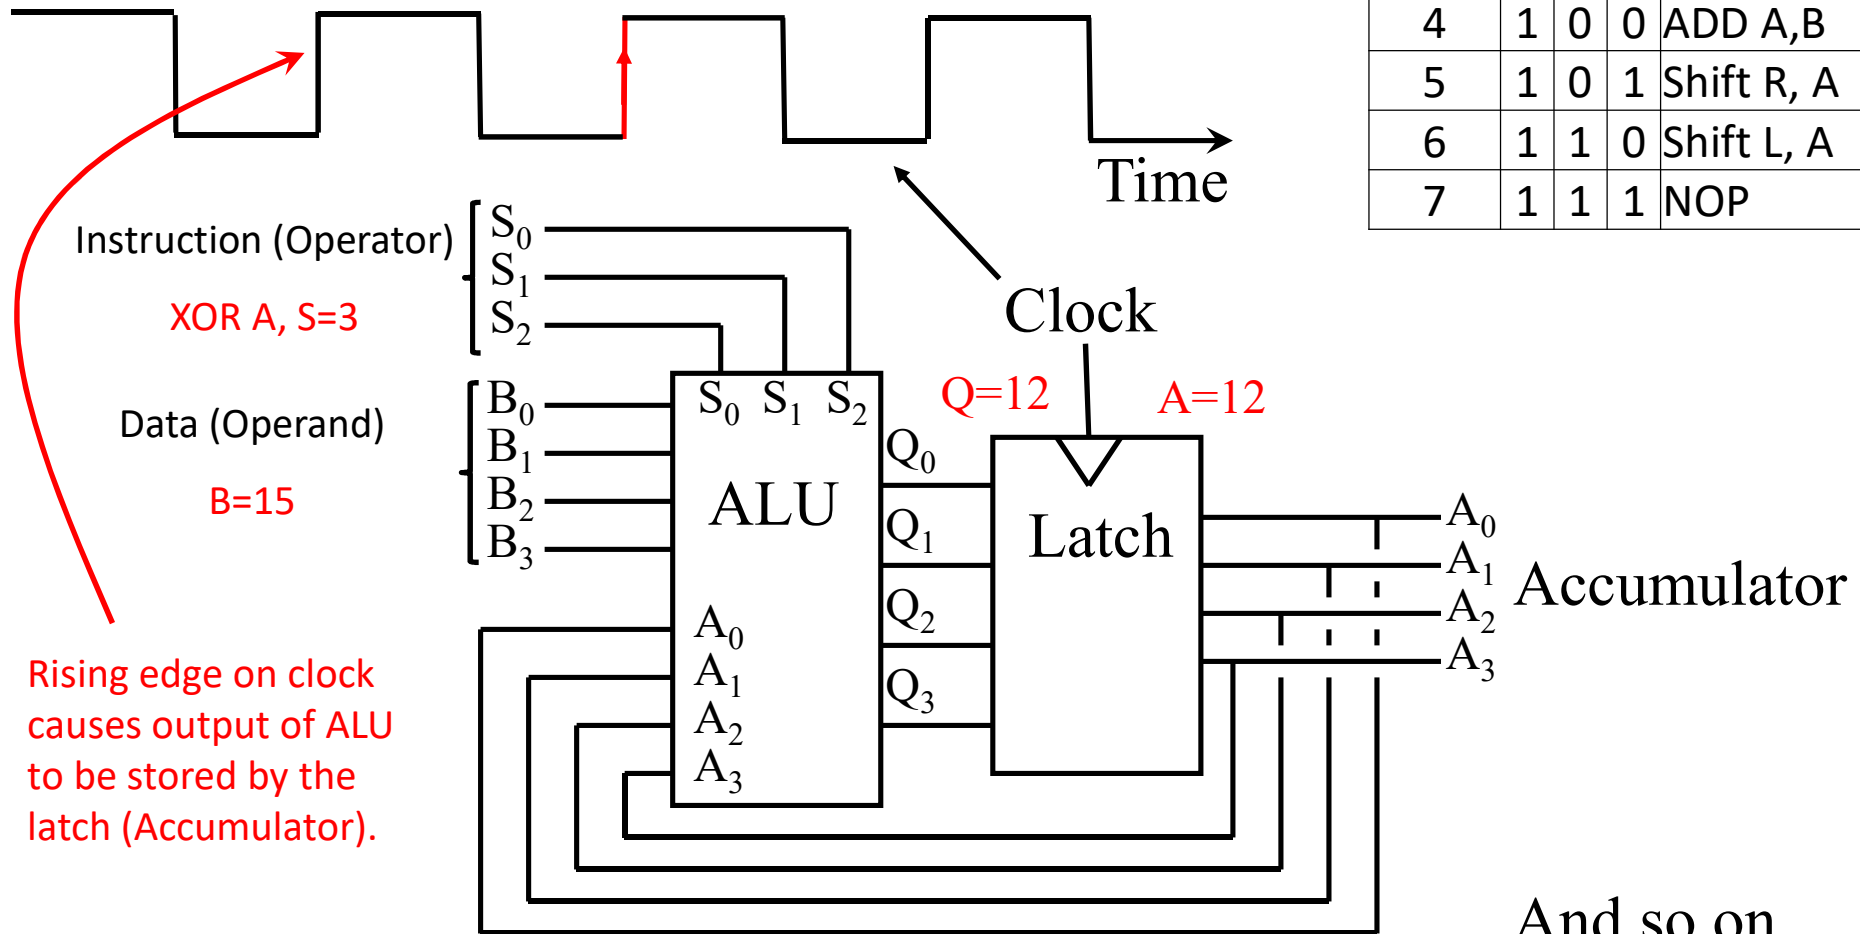 4 1 0 0 ADD A,B
5 1 0 1 Shift R, A
6 1 1 0 Shift L, A
7 1 1 1 NOP
Time
Instruction (Operator)
XOR A, S=3
S0
S1
S2
Clock
Data (Operand)
B=15
B0
B1
B2
B3
S0 S1 S2
ALU
A0
A1
A2
A3
Q=12
A=12
Q0
Q1
Q2
Q3
Latch
A0
A1
A2
A3
Accumulator
Rising edge on clock
causes output of ALU
to be stored by the
latch (Accumulator).
And so on